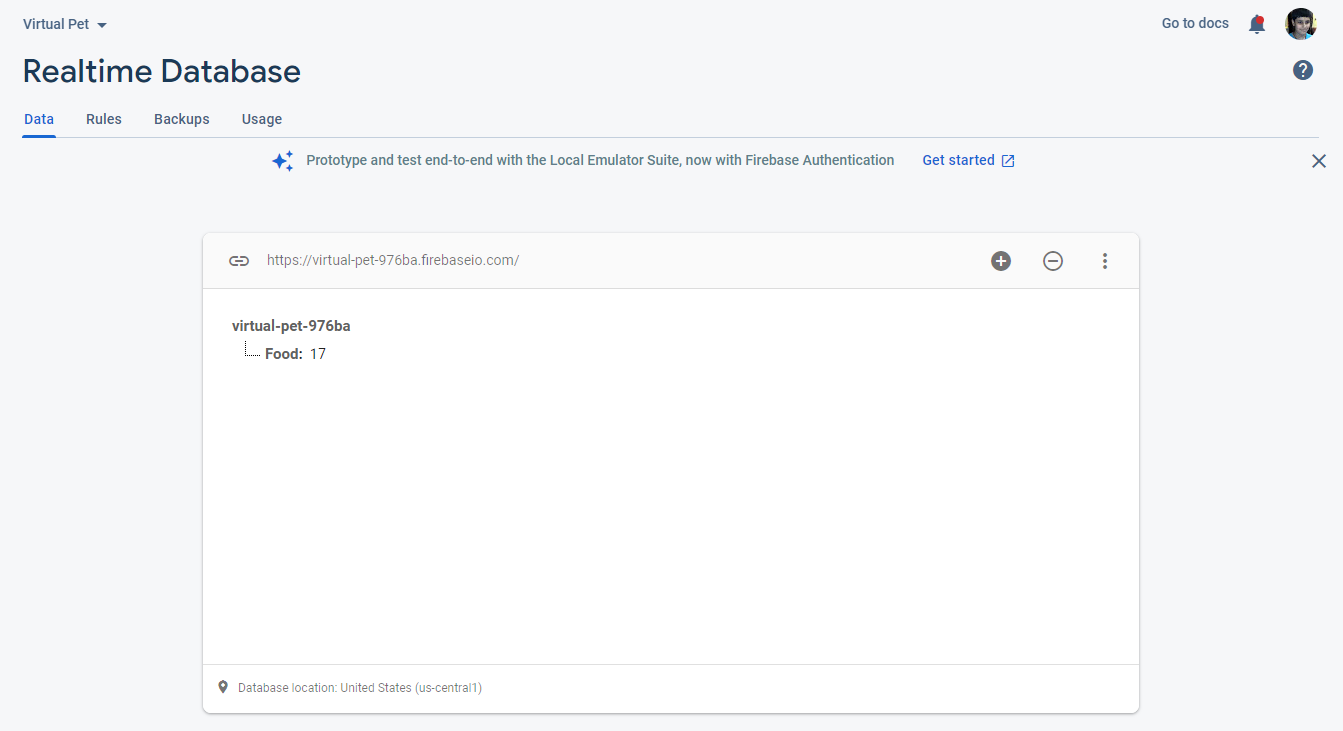 Virtual Pet
Go to docs
Realtime Database
?
Data Rules Backups Usage
Prototype and test end-to-end with the Local Emulator Suite, now with Firebase Authentication Get started
https://virtual-pet-976ba.firebaseio.com/
virtual-pet-976ba
Food: 17
Database location: United States (us-central1)